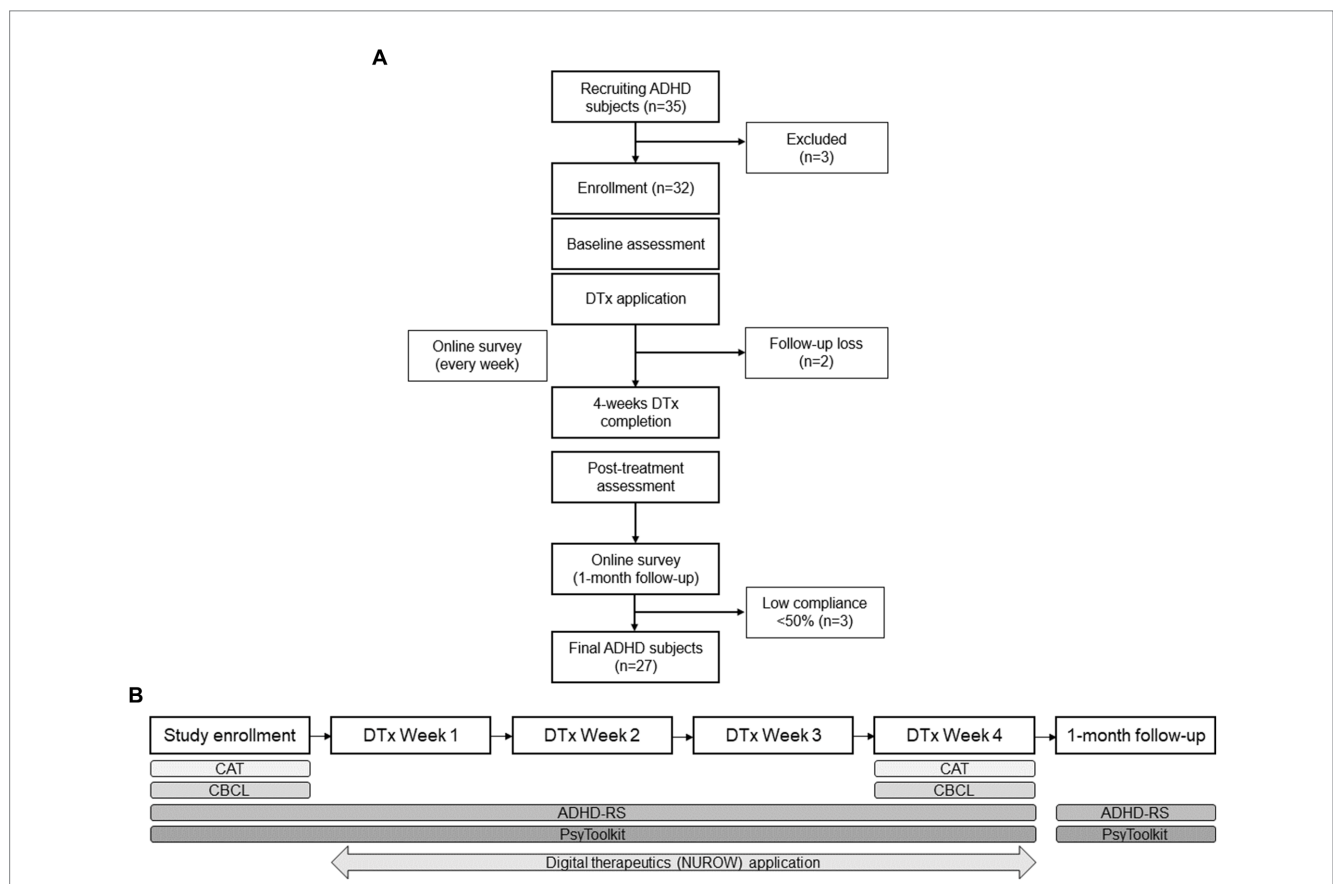 A
Recruiting ADHD
subjects (n=35)
Excluded
(n=3)
Enrollment (n=32)
Baseline assessment
DTx application
Online survey
(every week)
Follow-up loss
(n=2)
4-weeks DTx
completion
Post-treatment
assessment
Online survey
(1-month follow-up)
Low compliance
<50% (n=3)
Final ADHD subjects
(n=27)
B
Study enrollment
DTx Week 1
DTx Week 2
DTx Week 3
DTx Week 4
1-month follow-up
CAT
CAT
CBCL
CBCL
ADHD-RS
ADHD-RS
PsyToolkit
PsyToolkit
Digital therapeutics (NUROW) application